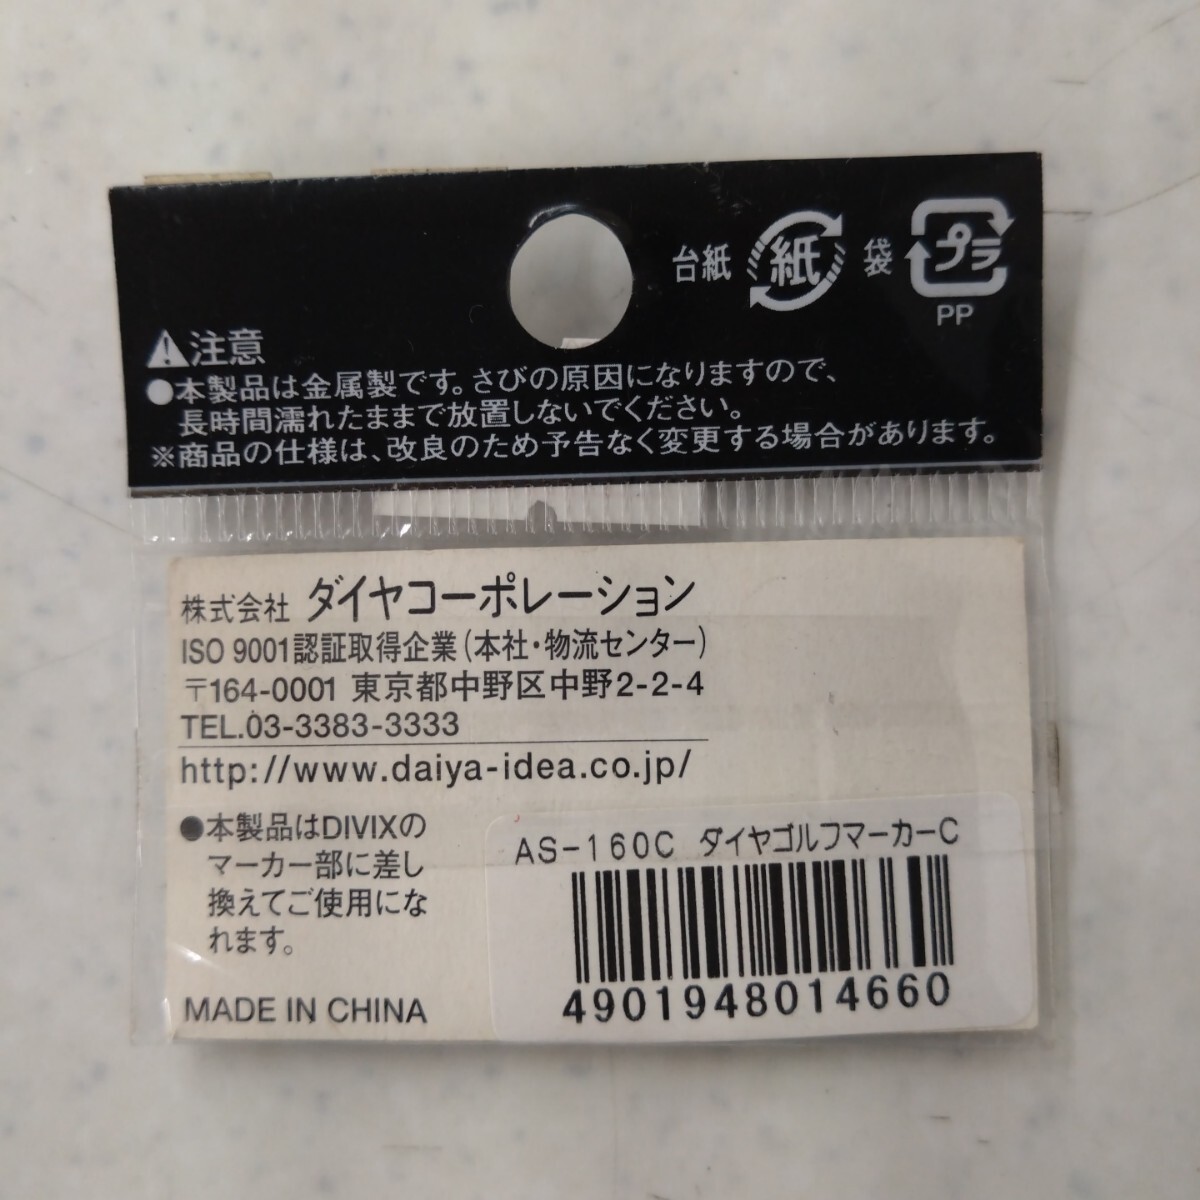 台紙 紙 袋 プラ
PP
注意
●本製品は金属製です。さびの原因になりますので、
長時間濡れたままで放置しないでください。
※商品の仕様は、改良のため予告なく変更する場合があります。
株式会社 ダイヤコーポレーション
ISO 9001認証取得企業(本社・物流センター)
〒164-0001 東京都中野区中野2-2-4
TEL.03-3383-3333
http://www.daiya-idea.co.jp/
●本製品はDIVIXの
マーカー部に差し
換えてご使用にな
れます。
MADE IN CHINA
AS-160C ダイヤゴルフマーカーC
4901948014660